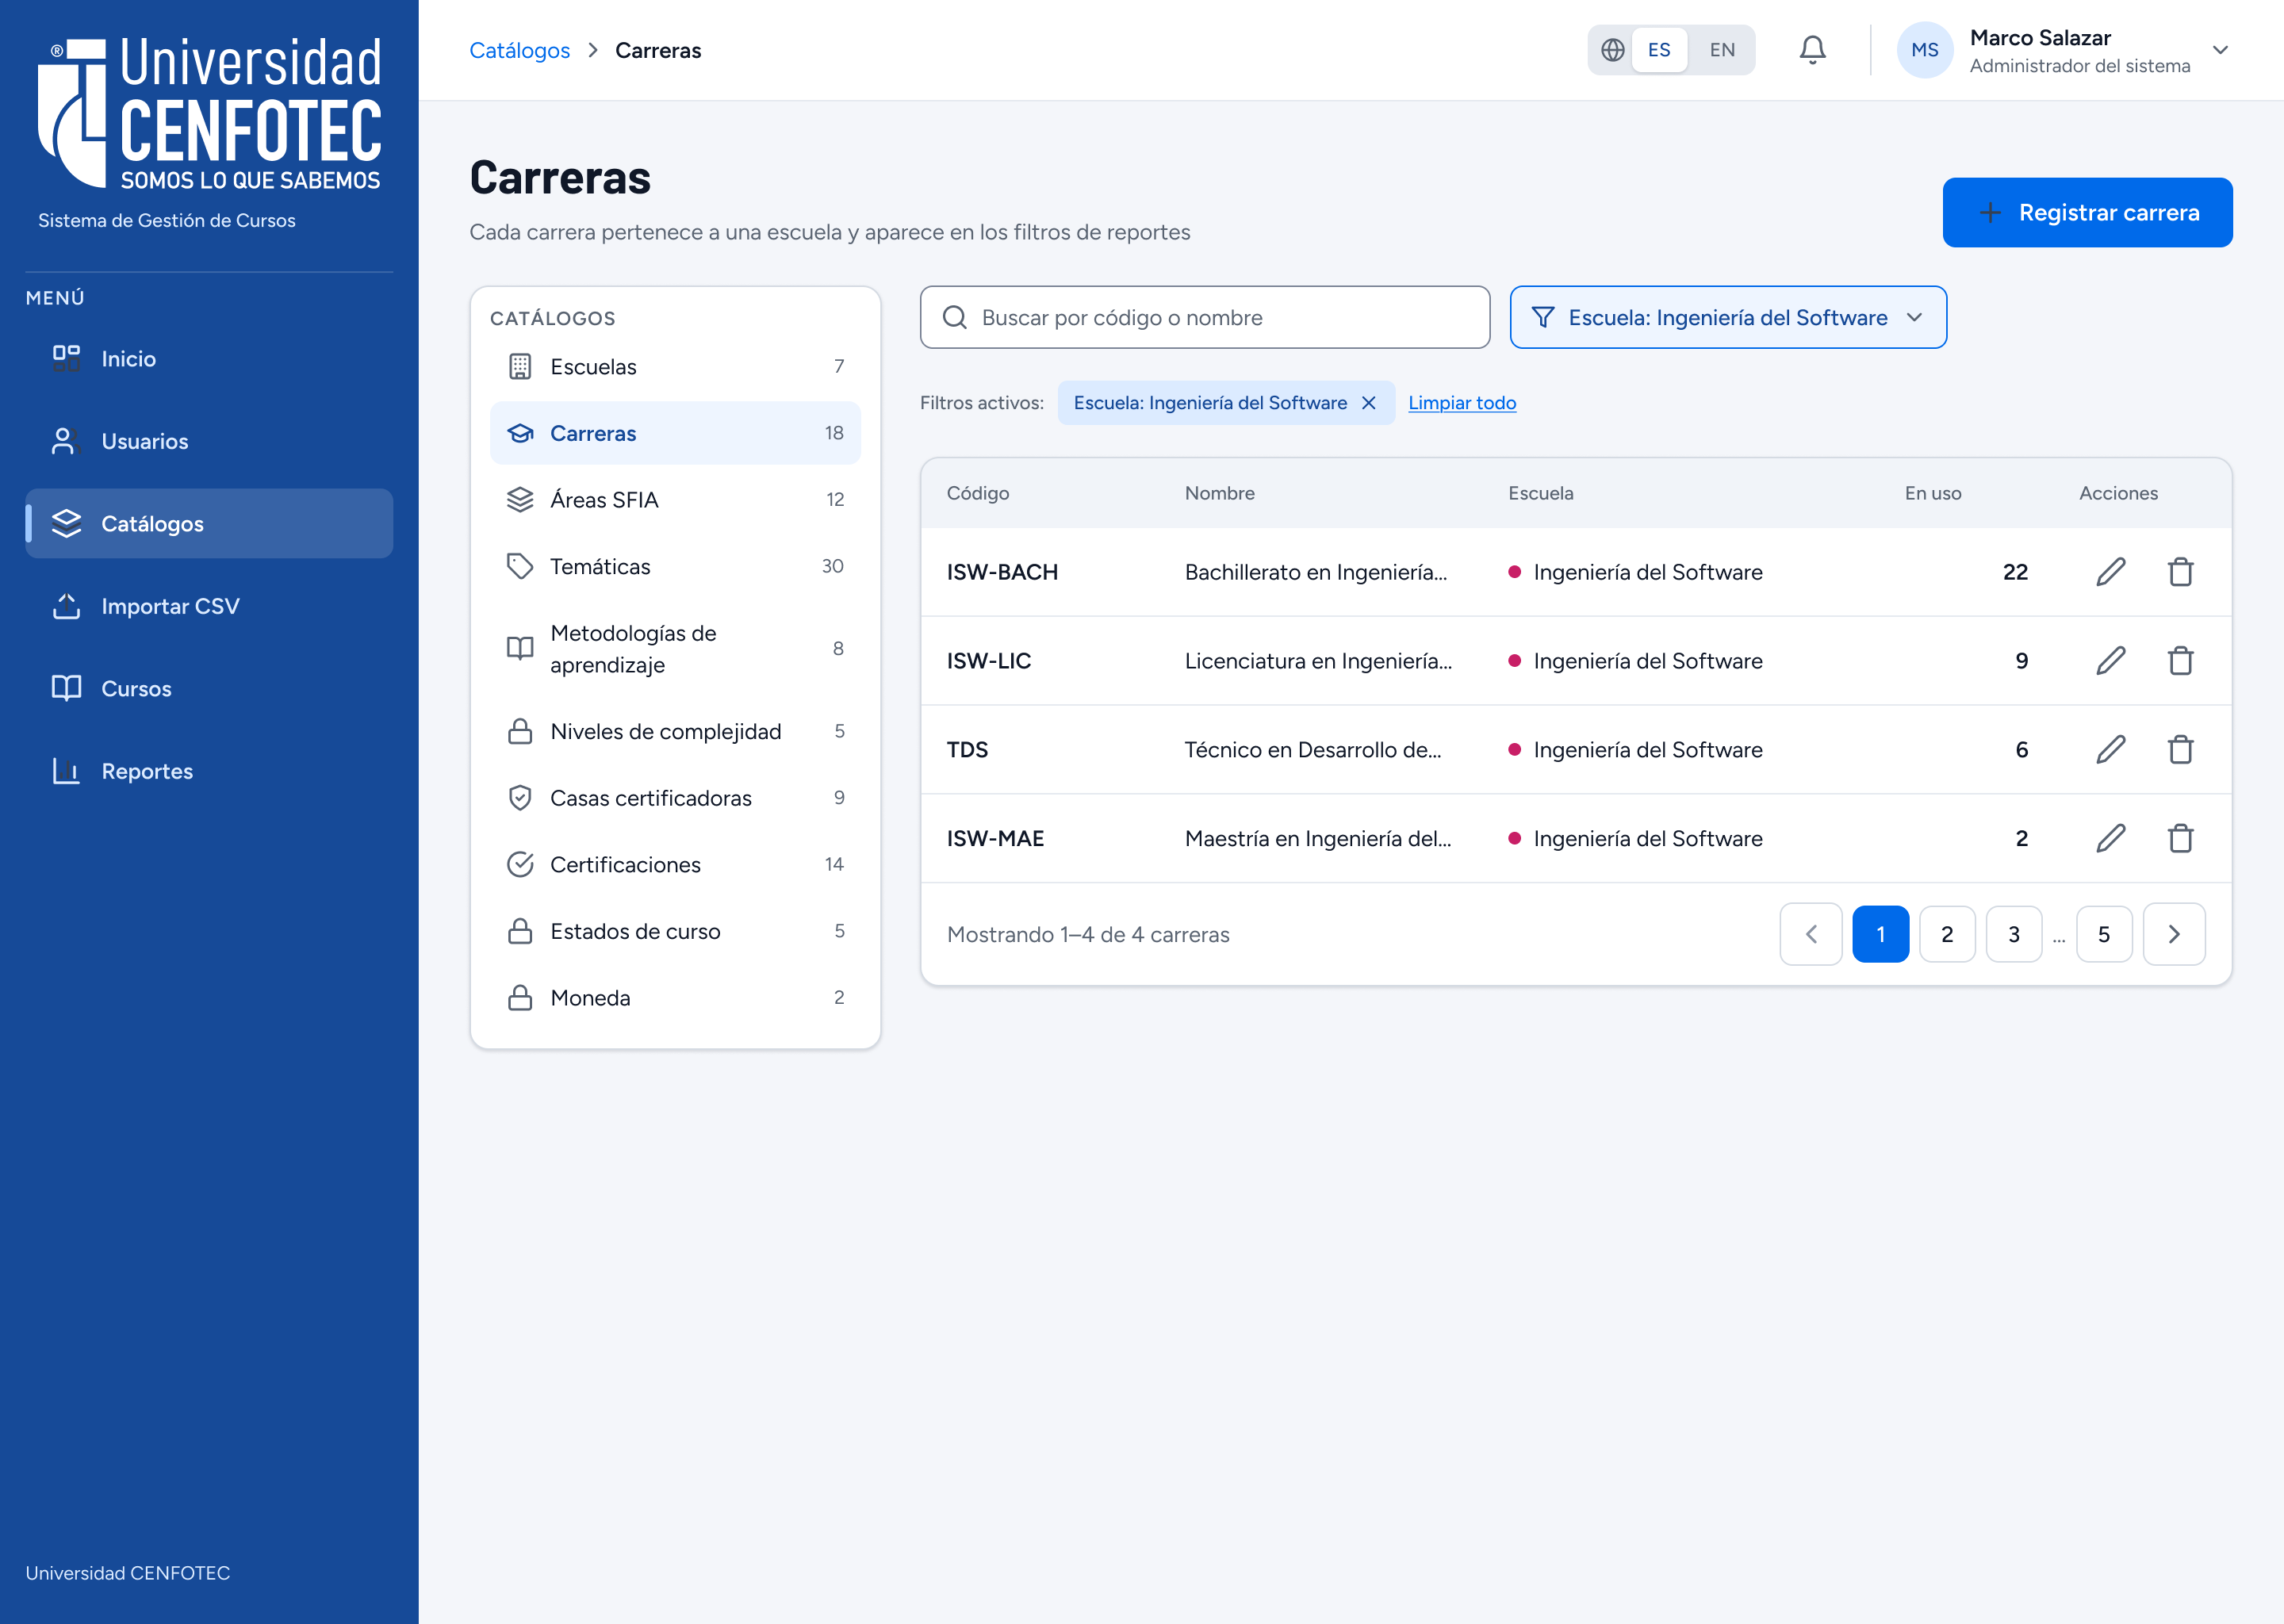 ® Universidad
CENFOTEC
SOMOS LO QUE SABEMOS
Sistema de Gestión de Cursos
MENÚ
Inicio
Usuarios
Catálogos
Importar CSV
Cursos
Reportes
Universidad CENFOTEC
Catálogos > Carreras
ES EN
MS
Marco Salazar
Administrador del sistema
Carreras
Cada carrera pertenece a una escuela y aparece en los filtros de reportes
Registrar carrera
CATÁLOGOS
Escuelas 7
Carreras 18
Áreas SFIA 12
Temáticas 30
Metodologías de
aprendizaje 8
Niveles de complejidad 5
Casas certificadoras 9
Certificaciones 14
Estados de curso 5
Moneda 2
Buscar por código o nombre
Escuela: Ingeniería del Software
Filtros activos: Escuela: Ingeniería del Software Limpiar todo
Código Nombre Escuela En uso Acciones
ISW-BACH Bachillerato en Ingeniería... Ingeniería del Software 22
ISW-LIC Licenciatura en Ingeniería... Ingeniería del Software 9
TDS Técnico en Desarrollo de... Ingeniería del Software 6
ISW-MAE Maestría en Ingeniería del... Ingeniería del Software 2
Mostrando 1–4 de 4 carreras
1 2 3 ... 5